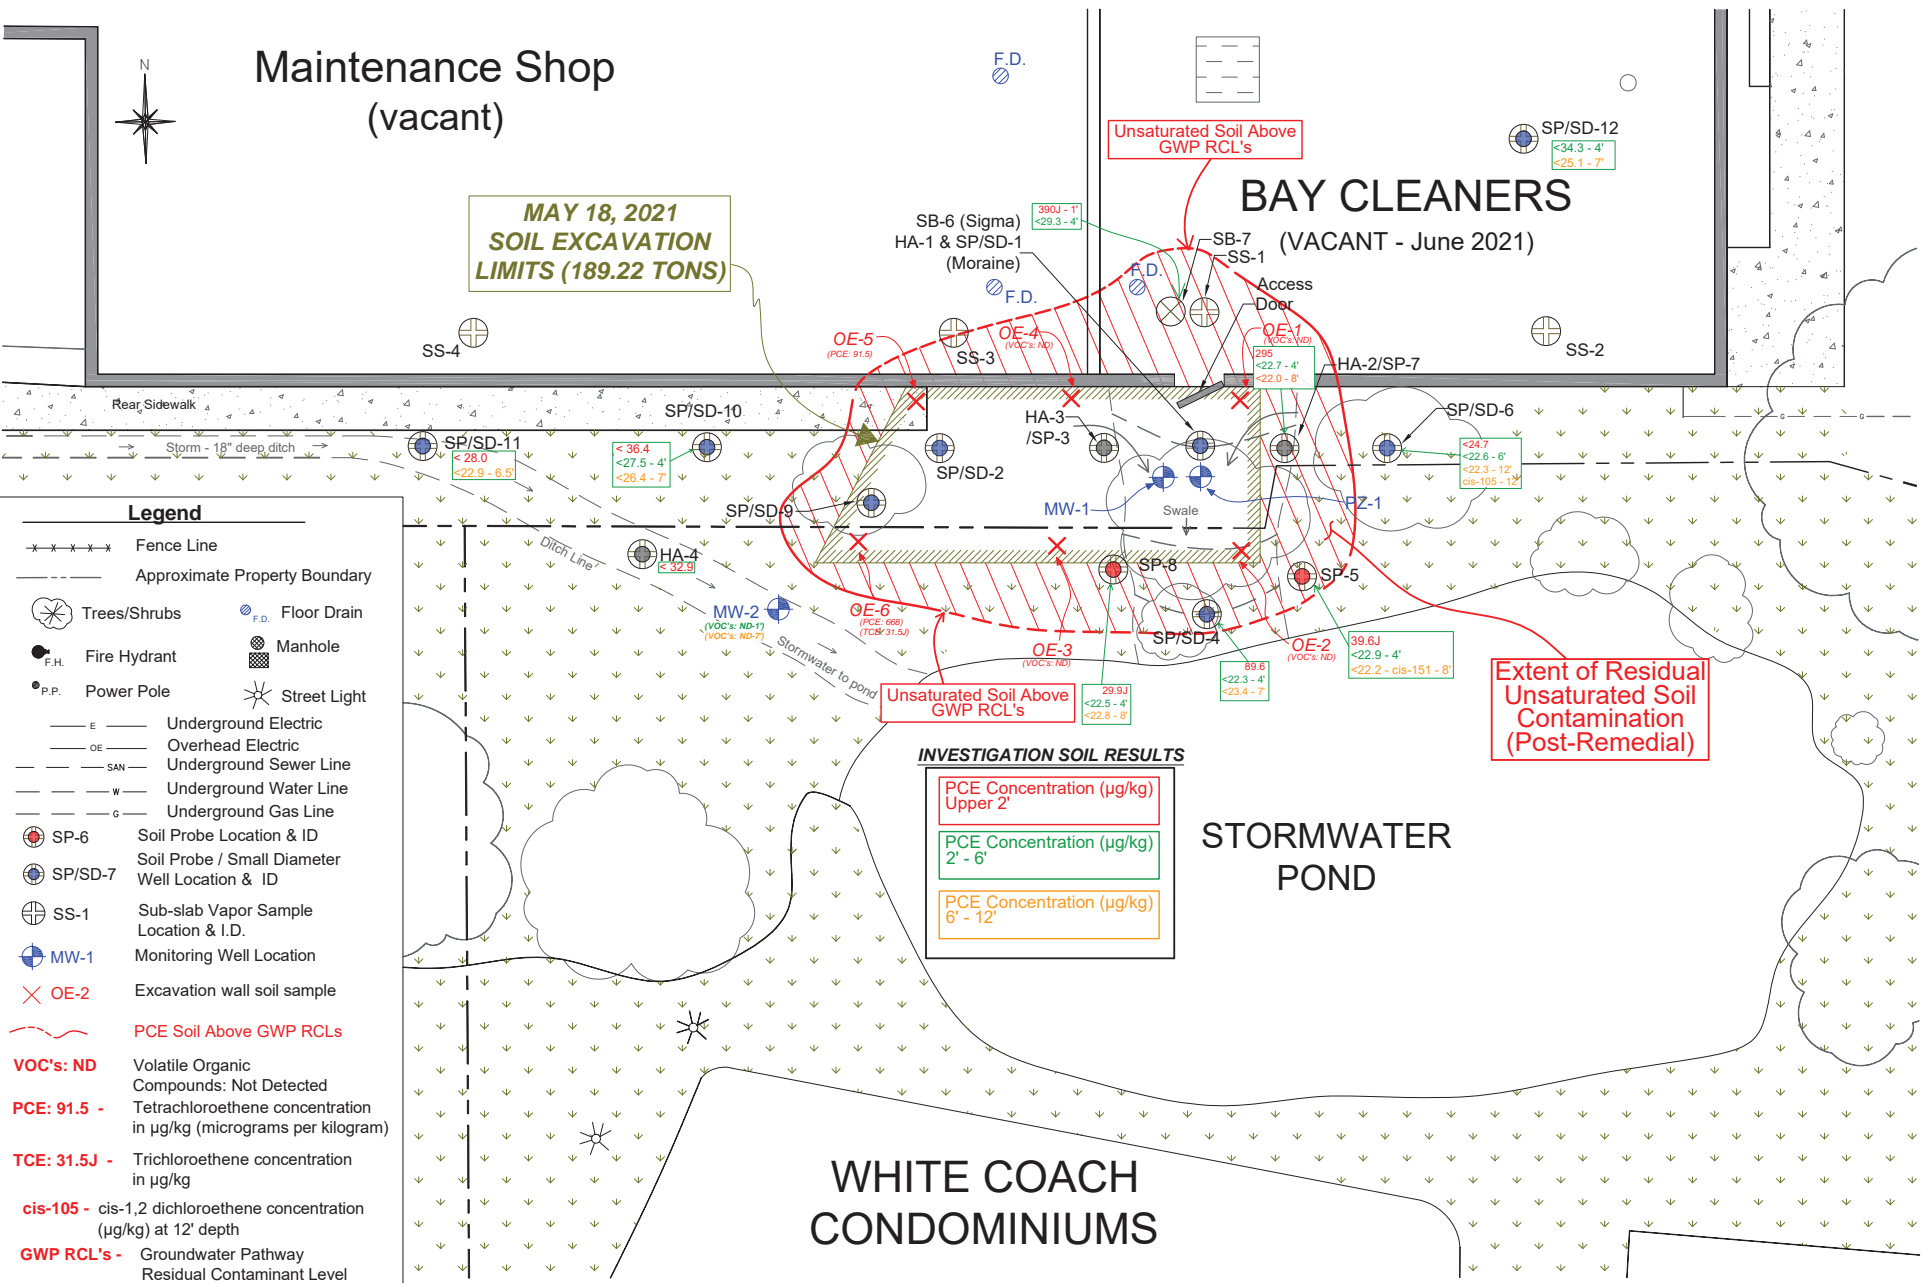 Maintenance Shop
(vacant)
N
F.D.
Unsaturated Soil Above
GWP RCL's
SP/SD-12
<34.3 - 4'
<25.1 - 7'
BAY CLEANERS
(VACANT - June 2021)
MAY 18, 2021
SOIL EXCAVATION
LIMITS (189.22 TONS)
SB-6 (Sigma)
HA-1 & SP/SD-1
(Moraine)
390J - 1'
<29.3 - 4'
SB-7
SS-1
F.D.
F.D.
Access
Door
SS-4
SS-3
SS-2
OE-5
(PCE: 91.5)
OE-4
(VOC's: ND)
OE-1
(VOC's: ND)
295
<22.7 - 4'
<22.0 - 8'
HA-2/SP-7
Rear Sidewalk
Storm - 18" deep ditch
SP/SD-11
< 28.0
<22.9 - 6.5'
SP/SD-10
< 36.4
<27.5 - 4'
<26.4 - 7'
SP/SD-2
HA-3
/SP-3
SP/SD-6
<24.7
<22.6 - 6'
<22.3 - 12'
cis-105 - 12'
G
G
SP/SD-9
MW-1
PZ-1
Swale
Ditch Line
HA-4
< 32.9
MW-2
(VOC's: ND-1')
(VOC's: ND-7')
Stormwater to pond
OE-6
(PCE: 668)
(TCE: 31.5J)
SP-8
SP-5
SP/SD-4
OE-3
(VOC's: ND)
OE-2
(VOC's: ND)
Unsaturated Soil Above
GWP RCL's
29.9J
<22.5 - 4'
<22.8 - 8'
89.6
<22.3 - 4'
<23.4 - 7'
39.6J
<22.9 - 4'
<22.2 - cis-151 - 8'
Extent of Residual
Unsaturated Soil
Contamination
(Post-Remedial)
INVESTIGATION SOIL RESULTS
PCE Concentration (µg/kg)
Upper 2'
PCE Concentration (µg/kg)
2' - 6'
PCE Concentration (µg/kg)
6' - 12'
STORMWATER
POND
WHITE COACH
CONDOMINIUMS
Legend
X X X X X Fence Line
Approximate Property Boundary
Trees/Shrubs
F.D. Floor Drain
F.H. Fire Hydrant
Manhole
P.P. Power Pole
Street Light
E Underground Electric
OE Overhead Electric
SAN Underground Sewer Line
W Underground Water Line
G Underground Gas Line
SP-6 Soil Probe Location & ID
SP/SD-7 Soil Probe / Small Diameter
Well Location & ID
SS-1 Sub-slab Vapor Sample
Location & I.D.
MW-1 Monitoring Well Location
OE-2 Excavation wall soil sample
PCE Soil Above GWP RCLs
VOC's: ND Volatile Organic
Compounds: Not Detected
PCE: 91.5 - Tetrachloroethene concentration
in µg/kg (micrograms per kilogram)
TCE: 31.5J - Trichloroethene concentration
in µg/kg
cis-105 - cis-1,2 dichloroethene concentration
(µg/kg) at 12' depth
GWP RCL's - Groundwater Pathway
Residual Contaminant Level